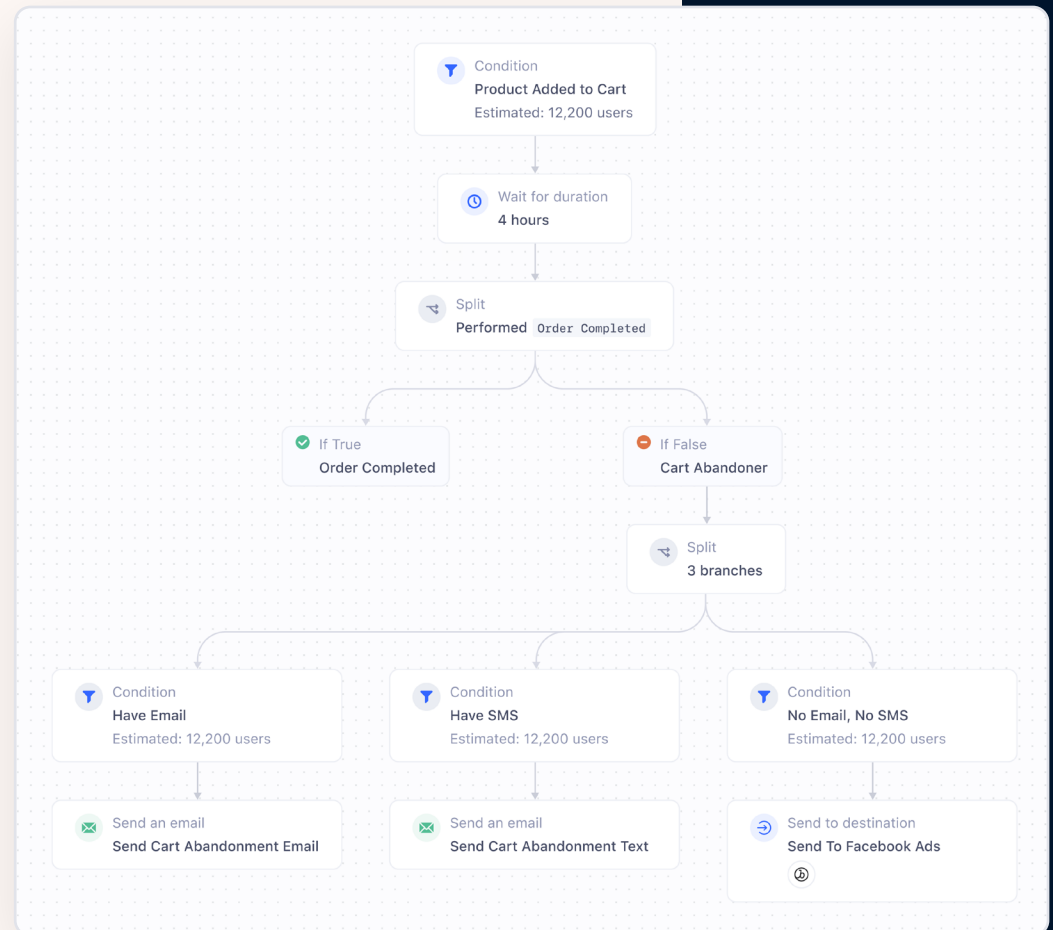 Condition
Product Added to Cart
Estimated: 12,200 users
Wait for duration
4 hours
Split
Performed Order Completed
If True
Order Completed
If False
Cart Abandoner
Split
3 branches
Condition
Have Email
Estimated: 12,200 users
Condition
Have SMS
Estimated: 12,200 users
Condition
No Email, No SMS
Estimated: 12,200 users
Send an email
Send Cart Abandonment Email
Send an email
Send Cart Abandonment Text
Send to destination
Send To Facebook Ads